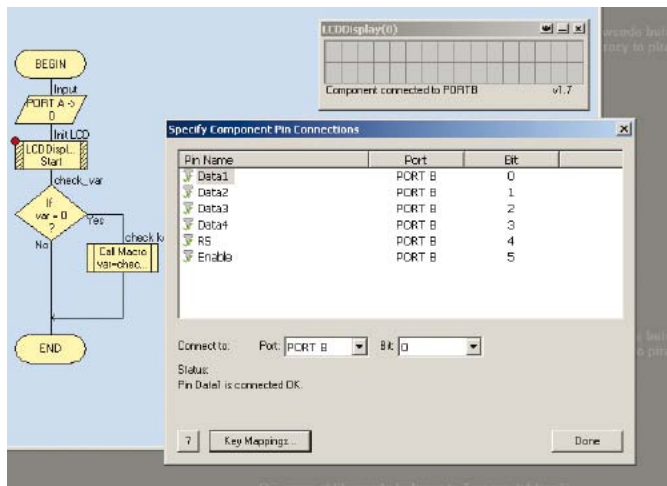 LCDDisplay(0)
Component connected to PORTB v1.7
BEGIN
Input
PORT A ->
0
Init LCD
LCDDispl...
Start
check_var
If
var = 0
?
Yes
No
check
Call Macro
var=chec...
END
Specify Component Pin Connections
Pin Name Port Bit
Data1 PORT B 0
Data2 PORT B 1
Data3 PORT B 2
Data4 PORT B 3
RS PORT B 4
Enable PORT B 5
Connect to: Port: PORT B Bit: 0
Status:
Pin Data1 is connected OK.
? Key Mappings... Done